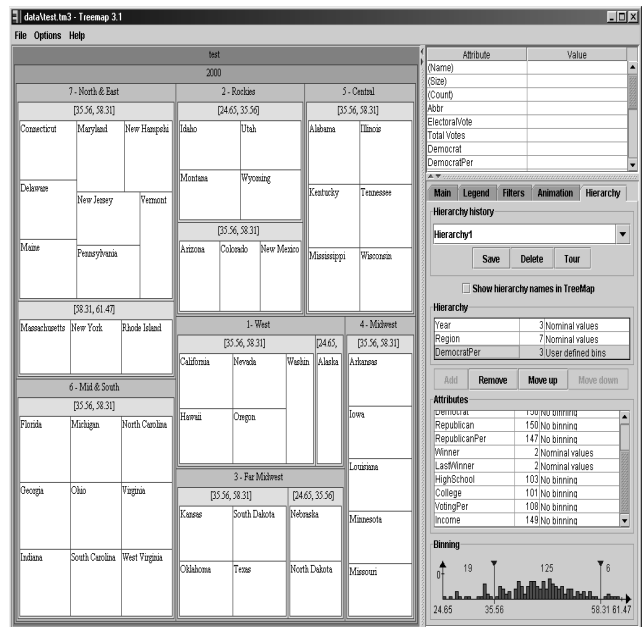 data\test.tm3 - Treemap 3.1
File Options Help
test
2000
7 - North & East
[35.56, 58.31]
Connecticut Maryland New Hampshi
Delaware New Jersey Vermont
Maine Pennsylvania
[58.31, 61.47]
Massachusetts New York Rhode Island
6 - Mid & South
[35.56, 58.31]
Florida Michigan North Carolina
Georgia Ohio Virginia
Indiana South Carolina West Virginia
2 - Rockies
[24.65, 35.56]
Idaho Utah
Montana Wyoming
[35.56, 58.31]
Arizona Colorado New Mexico
5 - Central
[35.56, 58.31]
Alabama Illinois
Kentucky Tennessee
Mississippi Wisconsin
1- West
[35.56, 58.31] [24.65,
California Nevada Washin Alaska
Hawaii Oregon
3 - Far Midwest
[35.56, 58.31] [24.65, 35.56]
Kansas South Dakota Nebraska
Oklahoma Texas North Dakota
4 - Midwest
[35.56, 58.31]
Arkansas
Iowa
Louisiana
Minnesota
Missouri
Attribute Value
(Name)
(Size)
(Count)
Abbr
ElectoralVote
Total Votes
Democrat
DemocratPer
Main Legend Filters Animation Hierarchy
Hierarchy history
Hierarchy1
Save Delete Tour
Show hierarchy names in TreeMap
Hierarchy
Year 3 Nominal values
Region 7 Nominal values
DemocratPer 3 User defined bins
Add Remove Move up Move down
Attributes
Democrat 150 No binning
Republican 150 No binning
RepublicanPer 147 No binning
Winner 2 Nominal values
LastWinner 2 Nominal values
HighSchool 103 No binning
College 101 No binning
VotingPer 108 No binning
Income 149 No binning
Binning
0 19 125 6
24.65 35.56 58.31 61.47